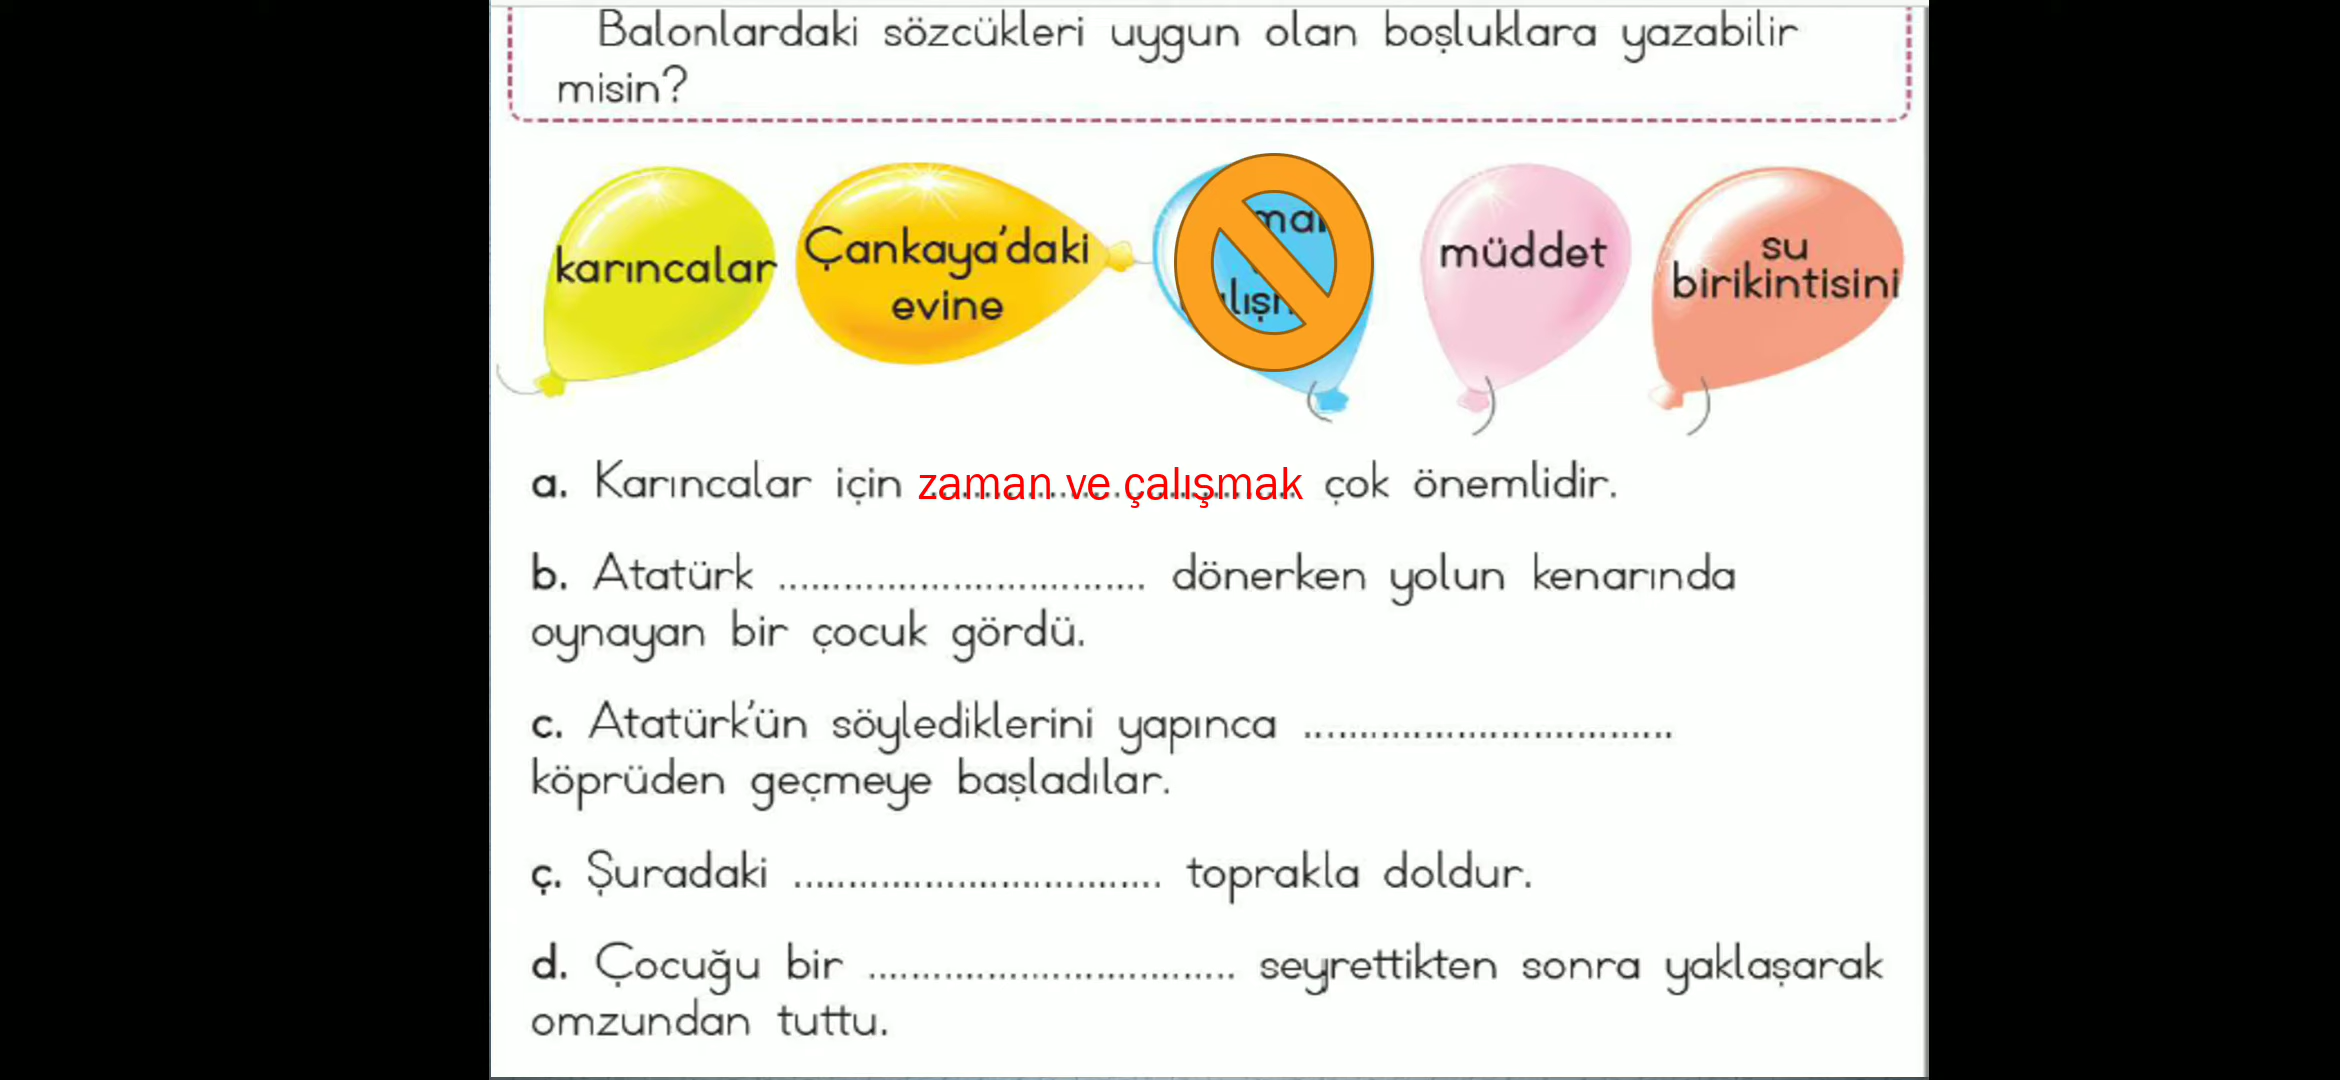 Balonlardaki sözcükleri uygun olan boşluklara yazabilir
misin?
karıncalar
Çankaya'daki
evine
müddet
su
birikintisini
a. Karıncalar için zaman ve çalışmak çok önemlidir.
b. Atatürk .................................. dönerken yolun kenarında
oynayan bir çocuk gördü.
c. Atatürk'ün söylediklerini yapınca ..................................
köprüden geçmeye başladılar.
ç. Şuradaki .................................. toprakla doldur.
d. Çocuğu bir .................................. seyrettikten sonra yaklaşarak
omzundan tuttu.